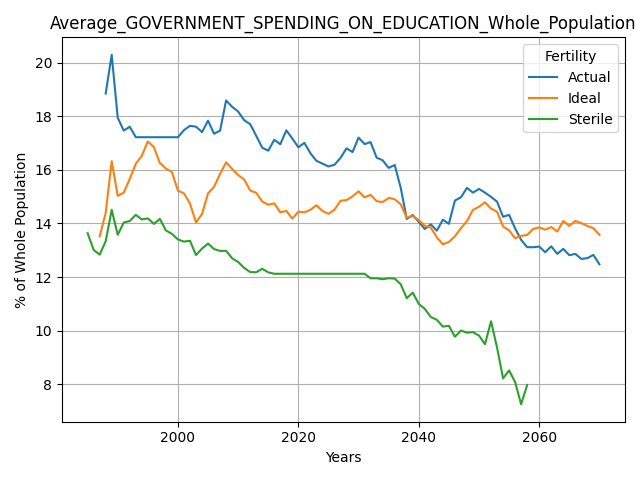 Average_GOVERNMENT_SPENDING_ON_EDUCATION_Whole_Population
Fertility
Actual
Ideal
Sterile
% of Whole Population
20
18
16
14
12
10
8
2000 2020 2040 2060
Years